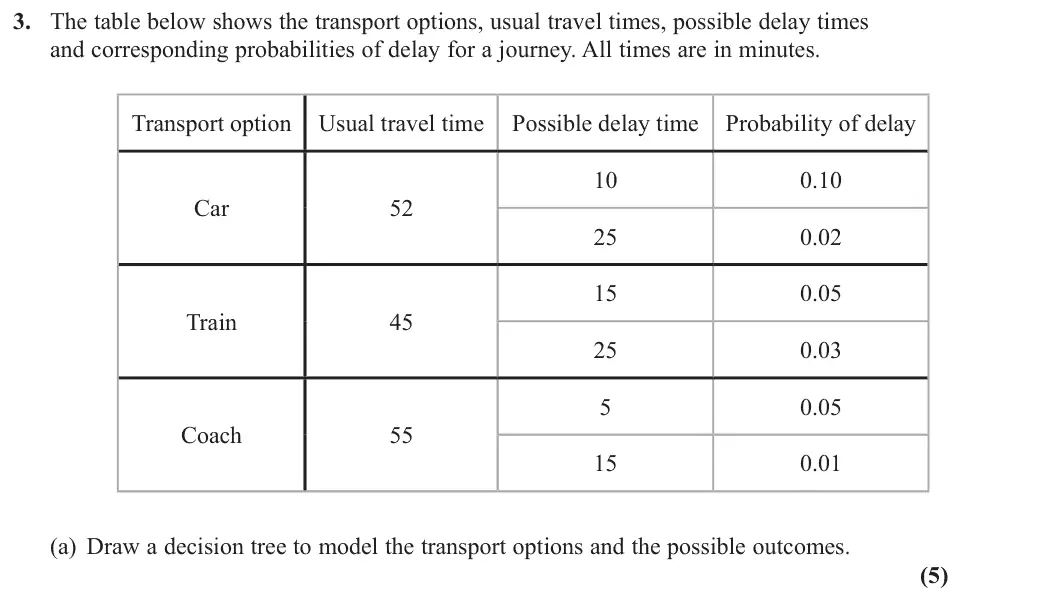 3. The table below shows the transport options, usual travel times, possible delay times
and corresponding probabilities of delay for a journey. All times are in minutes.
Transport option Usual travel time Possible delay time Probability of delay
Car 52 10 0.10
25 0.02
Train 45 15 0.05
25 0.03
Coach 55 5 0.05
15 0.01
(a) Draw a decision tree to model the transport options and the possible outcomes.
(5)